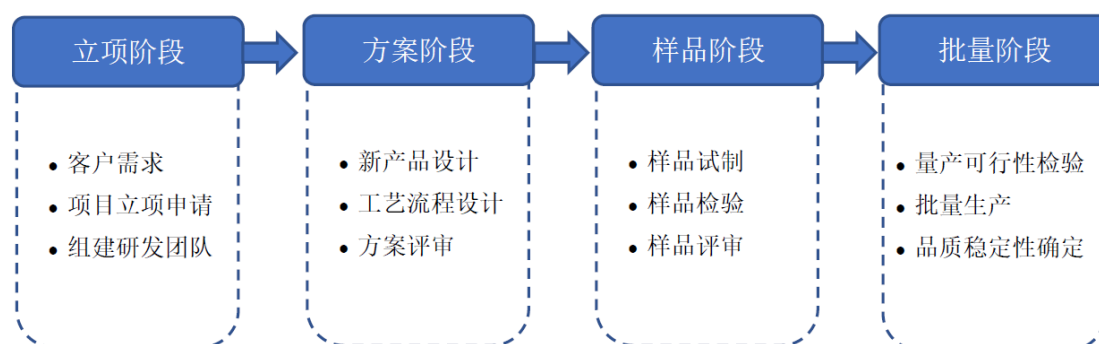 立项阶段
方案阶段
样品阶段
批量阶段
• 客户需求
• 项目立项申请
• 组建研发团队
• 新产品设计
• 工艺流程设计
• 方案评审
• 样品试制
• 样品检验
• 样品评审
• 量产可行性检验
• 批量生产
• 品质稳定性确定